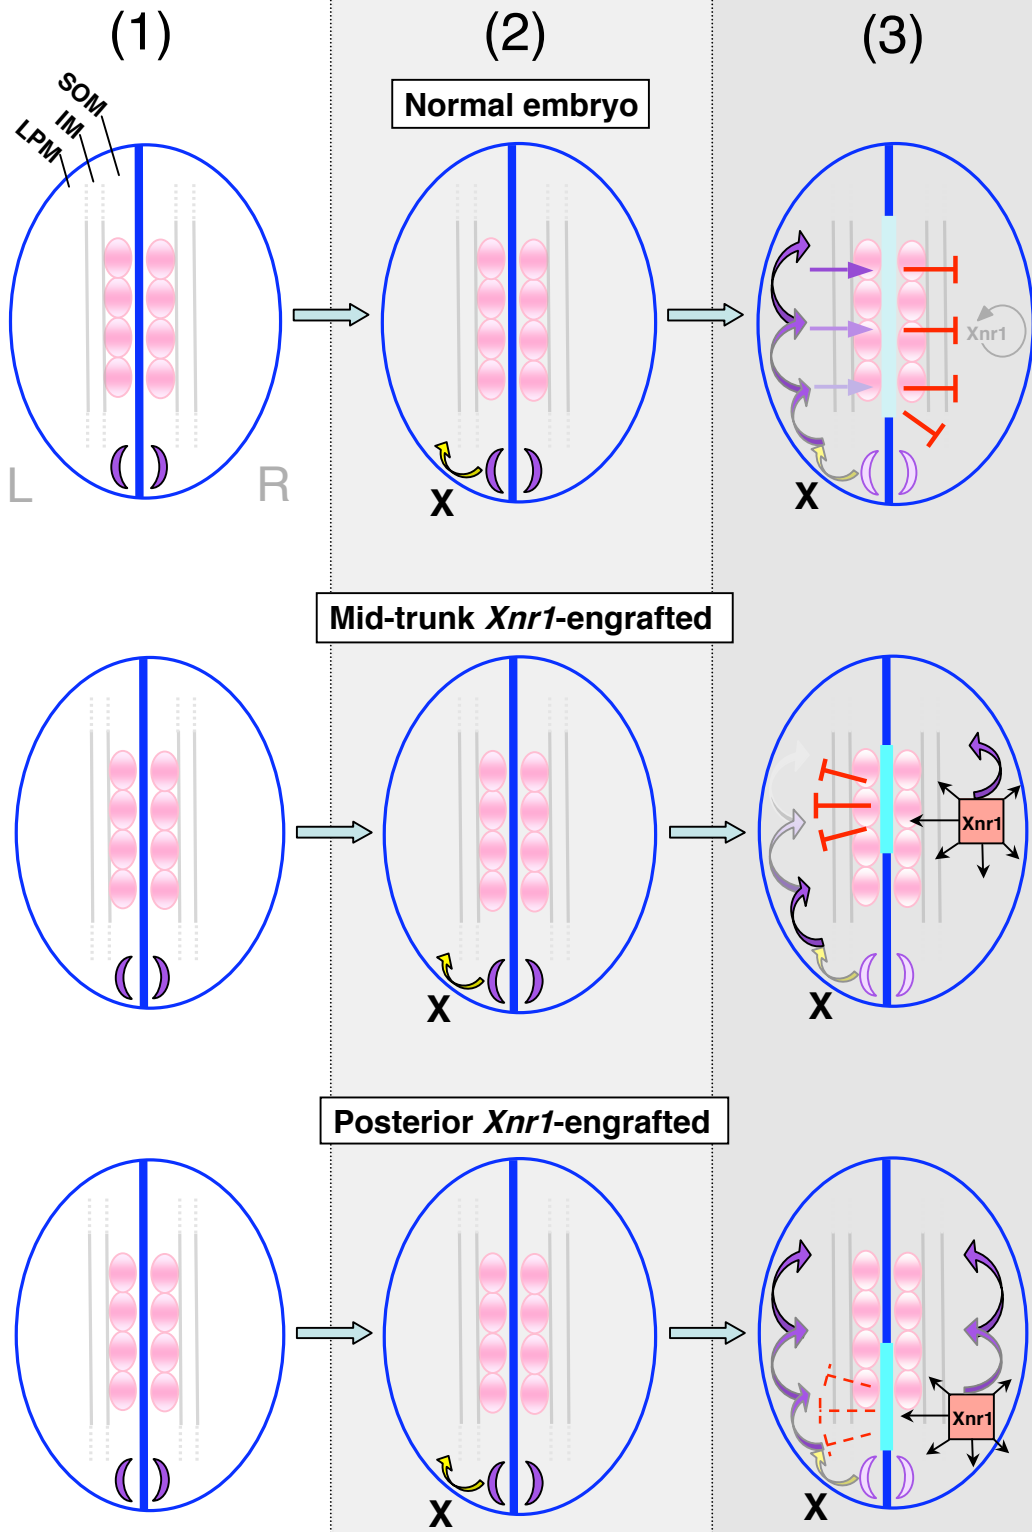 (1) (2) (3)
Normal embryo
SOM
IM
LPM
Xnr1
L R
X X
Mid-trunk Xnr1-engrafted
Xnr1
X X
Posterior Xnr1-engrafted
Xnr1
X X